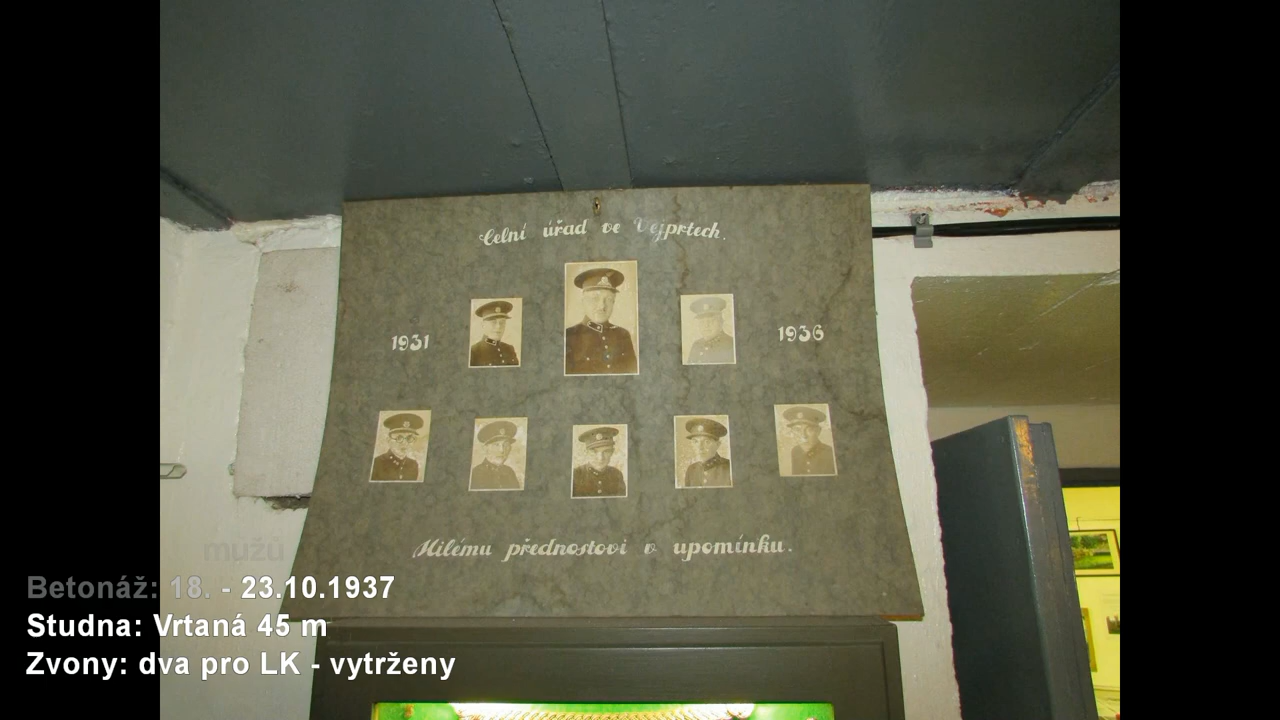 Celní úřad ve Vejprtech.
1931
1936
Milému přednostovi v upomínku.
mužů
Betonáž: 18. - 23.10.1937
Studna: Vrtaná 45 m
Zvony: dva pro LK - vytrženy